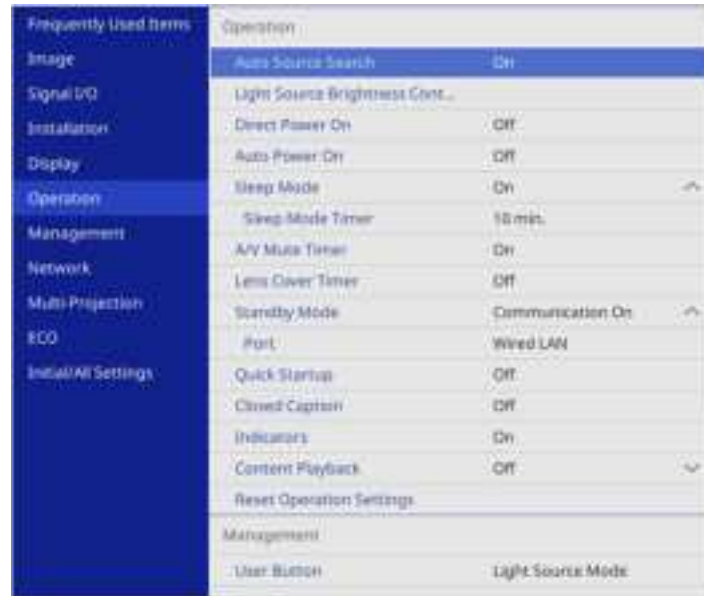 Frequently Used Items
Image
Signal I/O
Installation
Display
Operation
Management
Network
Multi-Projection
ECO
Initial/All Settings
Operation
Auto Source Search On
Light Source Brightness Cont...
Direct Power On Off
Auto Power On Off
Sleep Mode On
Sleep Mode Timer 10 min.
A/V Mute Timer On
Lens Cover Timer Off
Standby Mode Communication On
Port Wired LAN
Quick Startup Off
Closed Caption Off
Indicators On
Content Playback Off
Reset Operation Settings
Management
User Button Light Source Mode